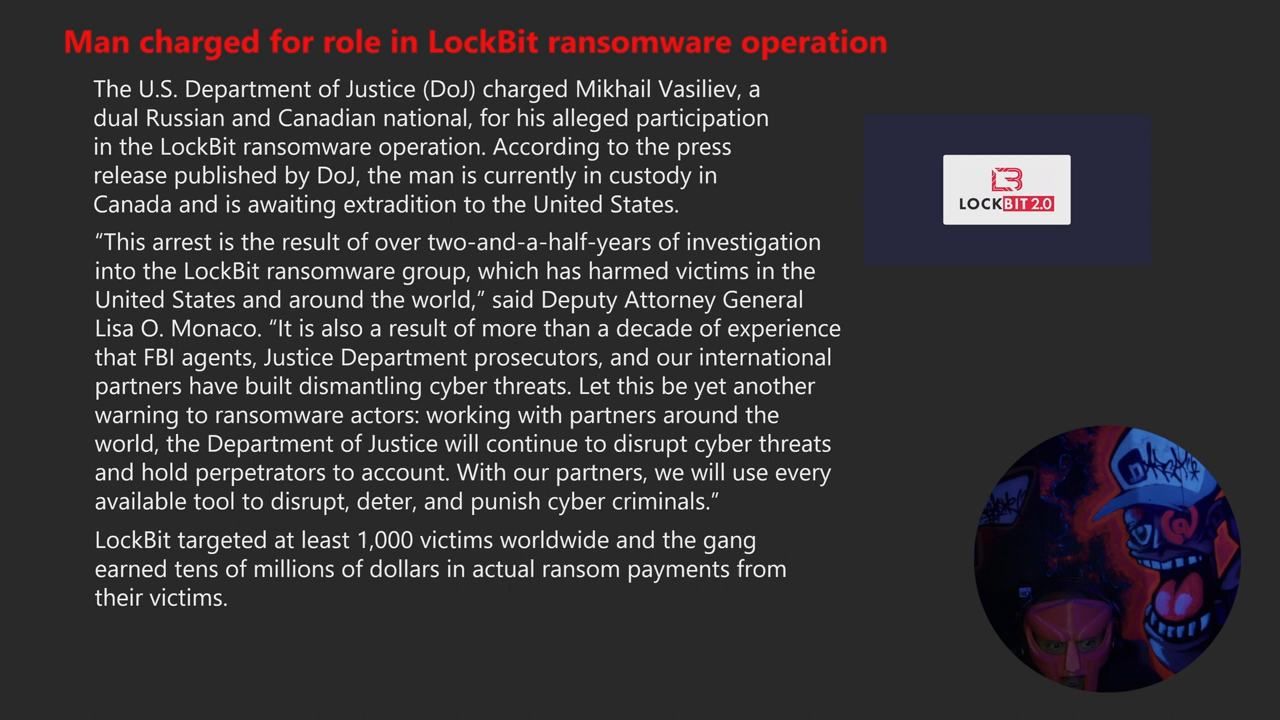 Man charged for role in LockBit ransomware operation
The U.S. Department of Justice (DoJ) charged Mikhail Vasiliev, a
dual Russian and Canadian national, for his alleged participation
in the LockBit ransomware operation. According to the press
release published by DoJ, the man is currently in custody in
Canada and is awaiting extradition to the United States.
“This arrest is the result of over two-and-a-half-years of investigation
into the LockBit ransomware group, which has harmed victims in the
United States and around the world,” said Deputy Attorney General
Lisa O. Monaco. “It is also a result of more than a decade of experience
that FBI agents, Justice Department prosecutors, and our international
partners have built dismantling cyber threats. Let this be yet another
warning to ransomware actors: working with partners around the
world, the Department of Justice will continue to disrupt cyber threats
and hold perpetrators to account. With our partners, we will use every
available tool to disrupt, deter, and punish cyber criminals.”
LockBit targeted at least 1,000 victims worldwide and the gang
earned tens of millions of dollars in actual ransom payments from
their victims.
LOCKBIT 2.0